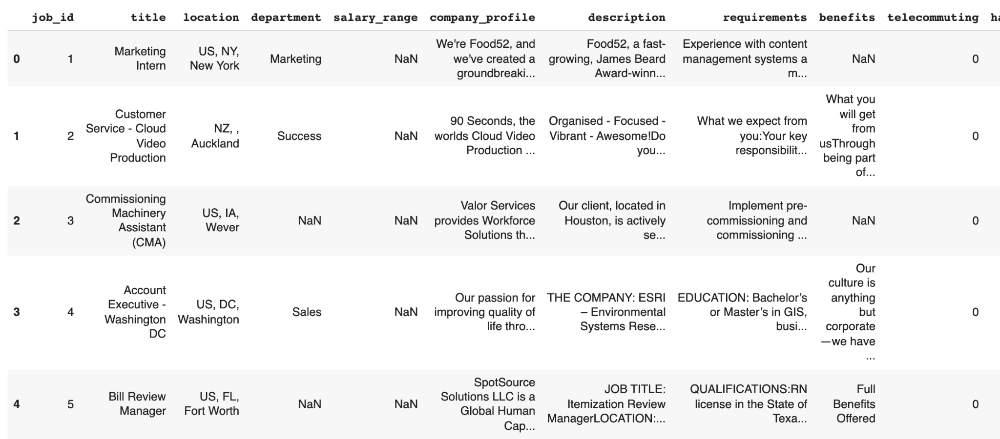 job_id title location department salary_range company_profile description requirements benefits telecommuting ha
0 1 Marketing Intern US, NY, New York Marketing NaN We're Food52, and we've created a groundbreaki... Food52, a fast-growing, James Beard Award-winn... Experience with content management systems a m... NaN 0
1 2 Customer Service - Cloud Video Production NZ, , Auckland Success NaN 90 Seconds, the worlds Cloud Video Production ... Organised - Focused - Vibrant - Awesome!Do you... What we expect from you:Your key responsibilit... What you will get from usThrough being part of... 0
2 3 Commissioning Machinery Assistant (CMA) US, IA, Wever NaN NaN Valor Services provides Workforce Solutions th... Our client, located in Houston, is actively se... Implement pre-commissioning and commissioning ... NaN 0
3 4 Account Executive - Washington DC US, DC, Washington Sales NaN Our passion for improving quality of life thro... THE COMPANY: ESRI – Environmental Systems Rese... EDUCATION: Bachelor’s or Master’s in GIS, busi... Our culture is anything but corporate—we have ... 0
4 5 Bill Review Manager US, FL, Fort Worth NaN NaN SpotSource Solutions LLC is a Global Human Cap... JOB TITLE: Itemization Review ManagerLOCATION:... QUALIFICATIONS:RN license in the State of Texa... Full Benefits Offered 0